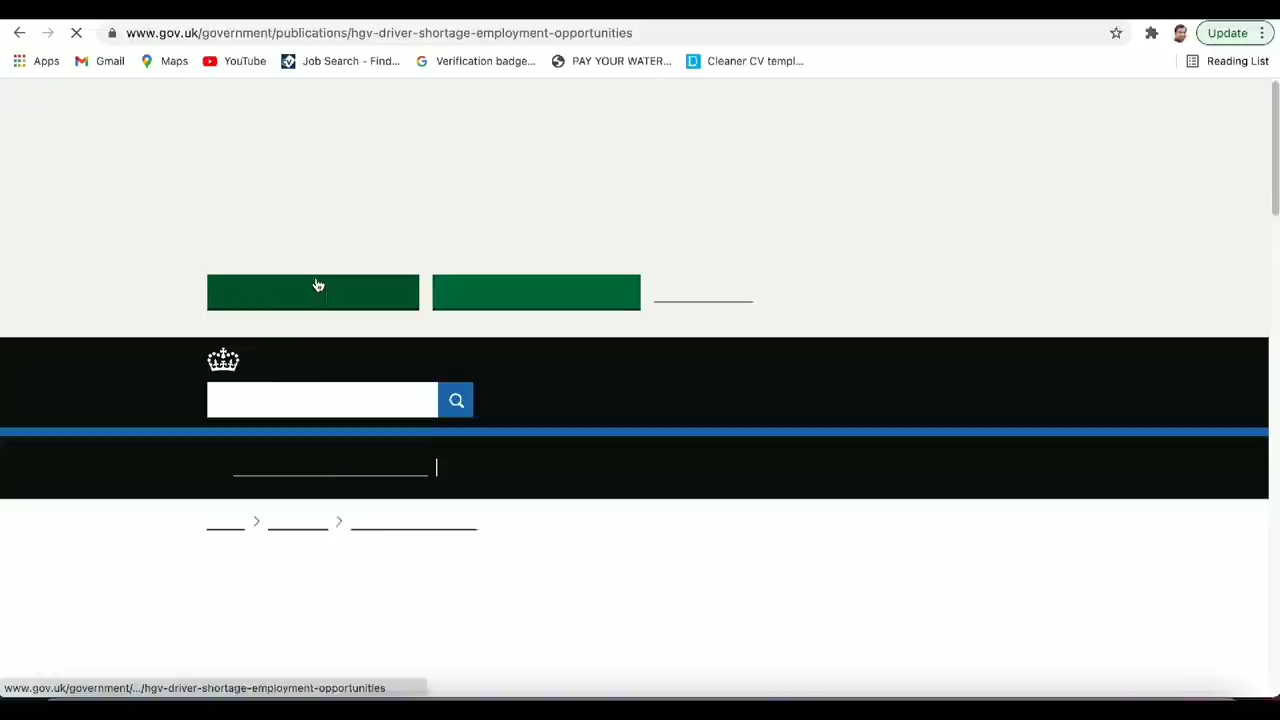 www.gov.uk/government/publications/hgv-driver-shortage-employment-opportunities
Update
Apps
Gmail
Maps
YouTube
Job Search - Find...
Verification badge...
PAY YOUR WATER...
Cleaner CV templ...
Reading List
www.gov.uk/government/.../hgv-driver-shortage-employment-opportunities